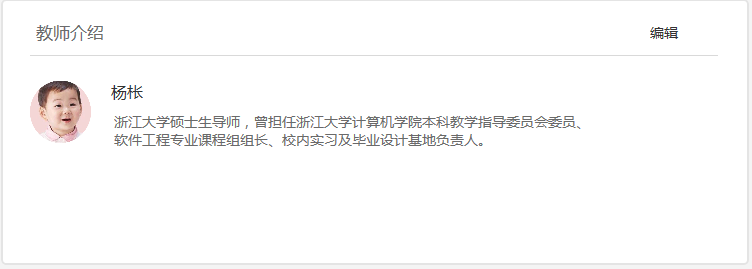 教师介绍
编辑
杨枨
浙江大学硕士生导师，曾担任浙江大学计算机学院本科教学指导委员会委员、
软件工程专业课程组组长、校内实习及毕业设计基地负责人。